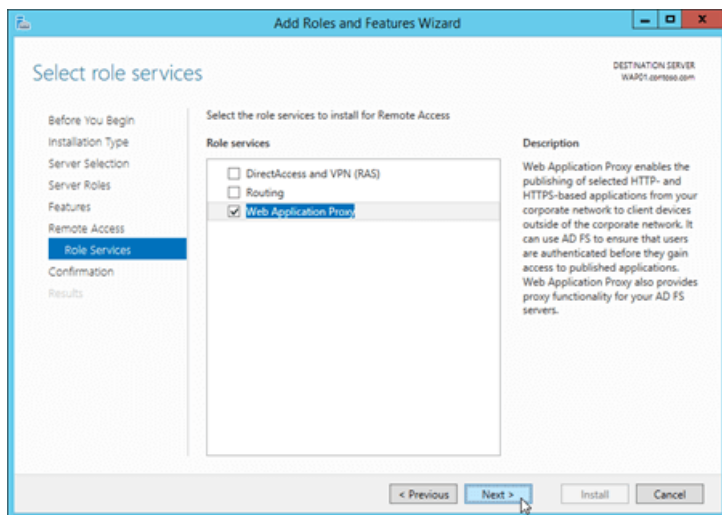 Add Roles and Features Wizard
Select role services
DESTINATION SERVER
WAP01.contoso.com
Before You Begin
Installation Type
Server Selection
Server Roles
Features
Remote Access
Role Services
Confirmation
Results
Select the role services to install for Remote Access
Role services
DirectAccess and VPN (RAS)
Routing
Web Application Proxy
Description
Web Application Proxy enables the
publishing of selected HTTP- and
HTTPS-based applications from your
corporate network to client devices
outside of the corporate network. It
can use AD FS to ensure that users
are authenticated before they gain
access to published applications.
Web Application Proxy also provides
proxy functionality for your AD FS
servers.
< Previous
Next >
Install
Cancel